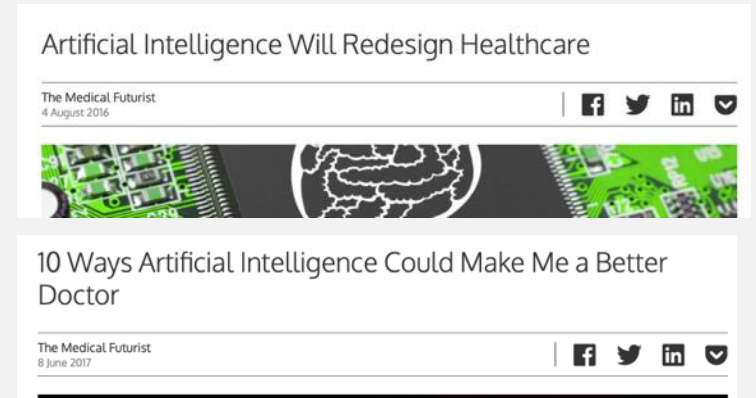 Artificial Intelligence Will Redesign Healthcare
The Medical Futurist
4 August 2016
10 Ways Artificial Intelligence Could Make Me a Better
Doctor
The Medical Futurist
8 June 2017